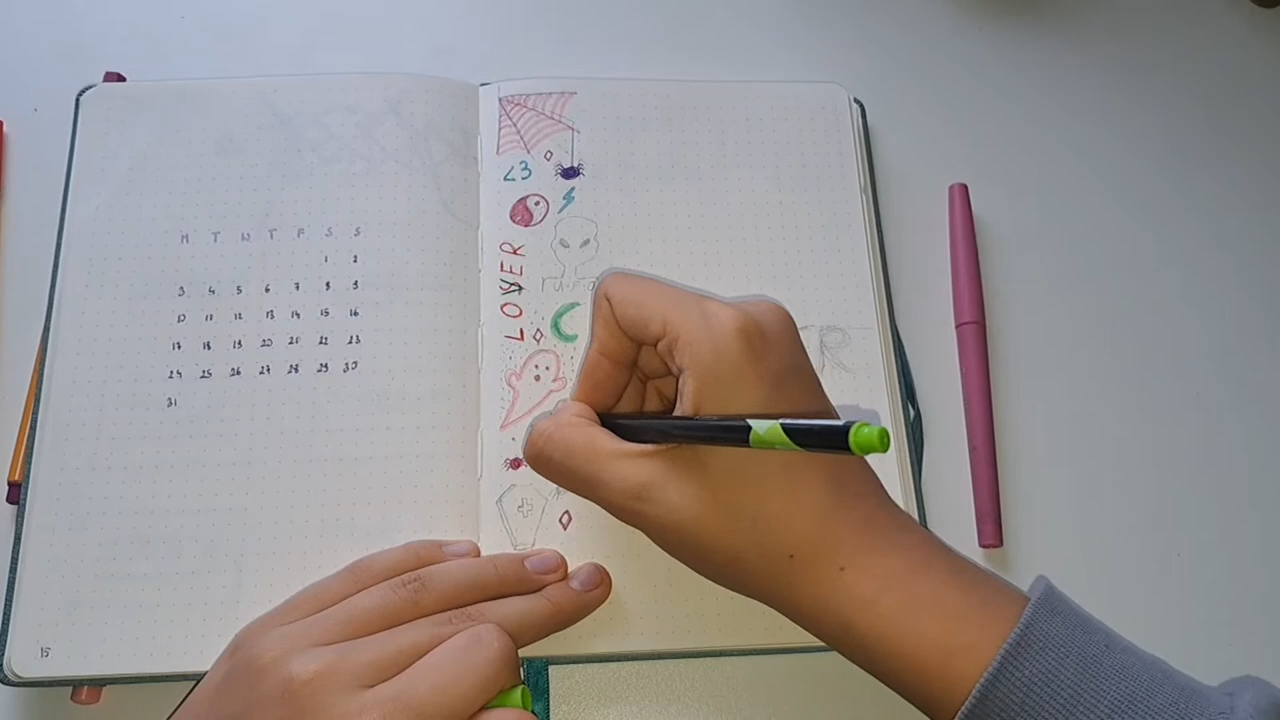 M T W T F S S
1 2
3 4 5 6 7 8 9
10 11 12 13 14 15 16
17 18 19 20 21 22 23
24 25 26 27 28 29 30
31
15
<3
LOVER
R